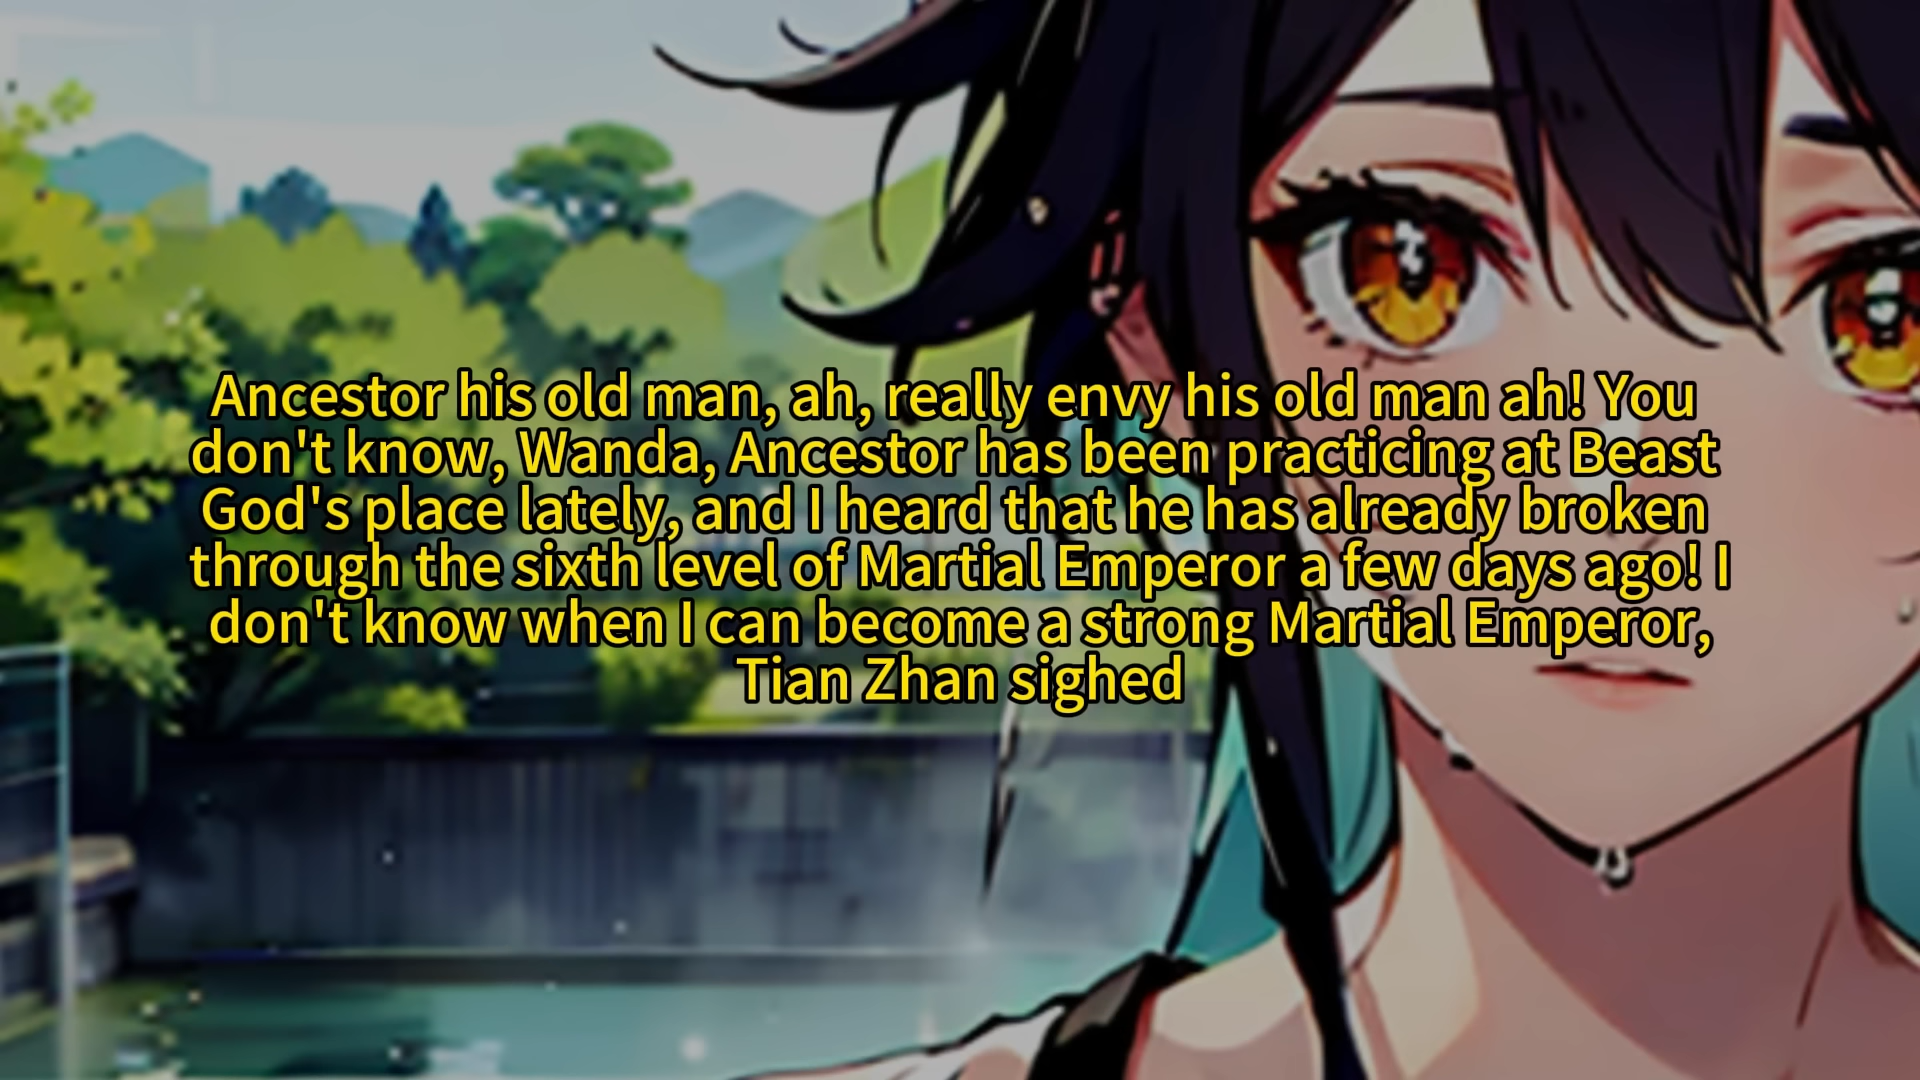 Ancestor his old man, ah, really envy his old man ah! You
don't know, Wanda, Ancestor has been practicing at Beast
God's place lately, and I heard that he has already broken
through the sixth level of Martial Emperor a few days ago! I
don't know when I can become a strong Martial Emperor,
Tian Zhan sighed